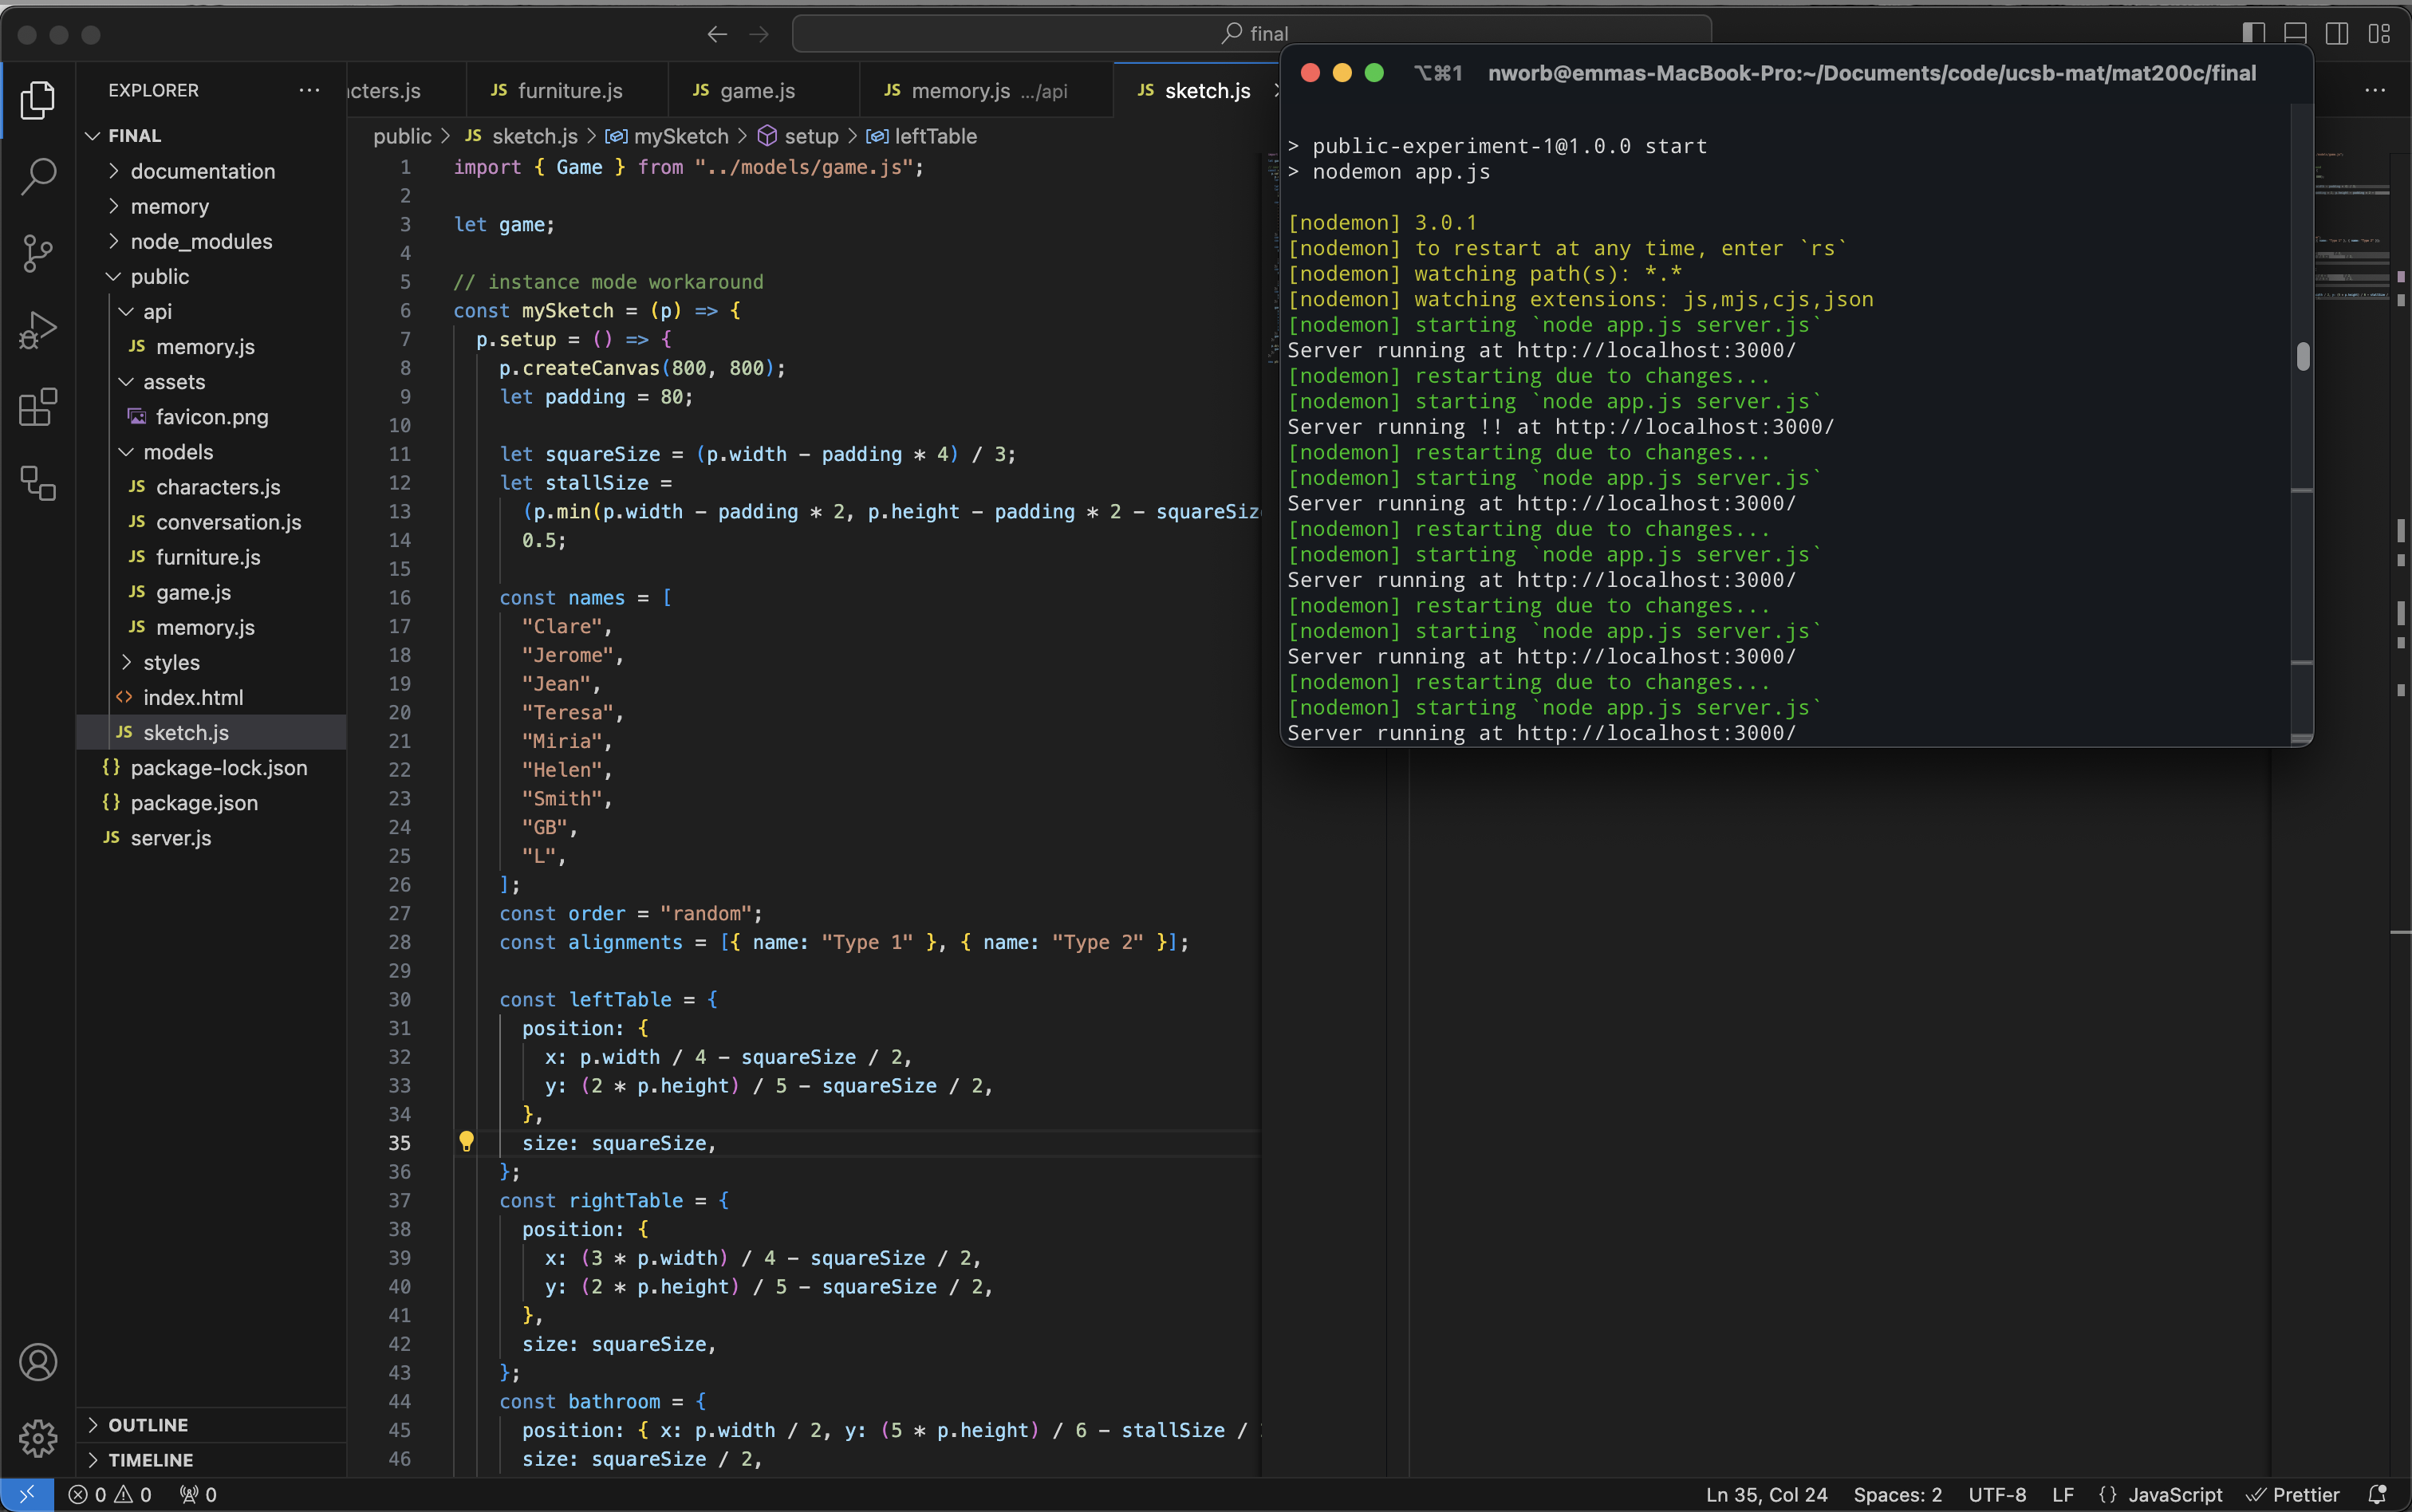 final
EXPLORER
cters.js
JS furniture.js
JS game.js
JS memory.js .../api
JS sketch.js
⌥⌘1 nworb@emmas-MacBook-Pro:~/Documents/code/ucsb-mat/mat200c/final
FINAL
documentation
memory
node_modules
public
api
JS memory.js
assets
favicon.png
models
JS characters.js
JS conversation.js
JS furniture.js
JS game.js
JS memory.js
styles
<> index.html
JS sketch.js
{} package-lock.json
{} package.json
JS server.js
OUTLINE
TIMELINE
public > JS sketch.js > mySketch > setup > leftTable
1 import { Game } from "../models/game.js";
2
3 let game;
4
5 // instance mode workaround
6 const mySketch = (p) => {
7 p.setup = () => {
8 p.createCanvas(800, 800);
9 let padding = 80;
10
11 let squareSize = (p.width - padding * 4) / 3;
12 let stallSize =
13 (p.min(p.width - padding * 2, p.height - padding * 2 - squareSiz
14 0.5;
15
16 const names = [
17 "Clare",
18 "Jerome",
19 "Jean",
20 "Teresa",
21 "Miria",
22 "Helen",
23 "Smith",
24 "GB",
25 "L",
26 ];
27 const order = "random";
28 const alignments = [{ name: "Type 1" }, { name: "Type 2" }];
29
30 const leftTable = {
31 position: {
32 x: p.width / 4 - squareSize / 2,
33 y: (2 * p.height) / 5 - squareSize / 2,
34 },
35 size: squareSize,
36 };
37 const rightTable = {
38 position: {
39 x: (3 * p.width) / 4 - squareSize / 2,
40 y: (2 * p.height) / 5 - squareSize / 2,
41 },
42 size: squareSize,
43 };
44 const bathroom = {
45 position: { x: p.width / 2, y: (5 * p.height) / 6 - stallSize /
46 size: squareSize / 2,
> public-experiment-1@1.0.0 start
> nodemon app.js
[nodemon] 3.0.1
[nodemon] to restart at any time, enter `rs`
[nodemon] watching path(s): *.*
[nodemon] watching extensions: js,mjs,cjs,json
[nodemon] starting `node app.js server.js`
Server running at http://localhost:3000/
[nodemon] restarting due to changes...
[nodemon] starting `node app.js server.js`
Server running !! at http://localhost:3000/
[nodemon] restarting due to changes...
[nodemon] starting `node app.js server.js`
Server running at http://localhost:3000/
[nodemon] restarting due to changes...
[nodemon] starting `node app.js server.js`
Server running at http://localhost:3000/
[nodemon] restarting due to changes...
[nodemon] starting `node app.js server.js`
Server running at http://localhost:3000/
[nodemon] restarting due to changes...
[nodemon] starting `node app.js server.js`
Server running at http://localhost:3000/
0 0 0 Ln 35, Col 24 Spaces: 2 UTF-8 LF {} JavaScript Prettier